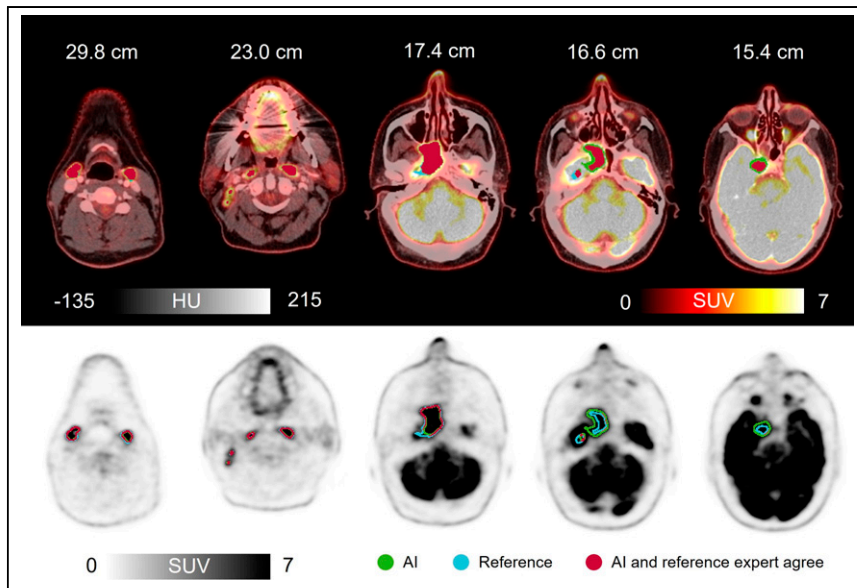 29.8 cm 23.0 cm 17.4 cm 16.6 cm 15.4 cm
-135 HU 215 0 SUV 7
0 SUV 7 AI Reference AI and reference expert agree